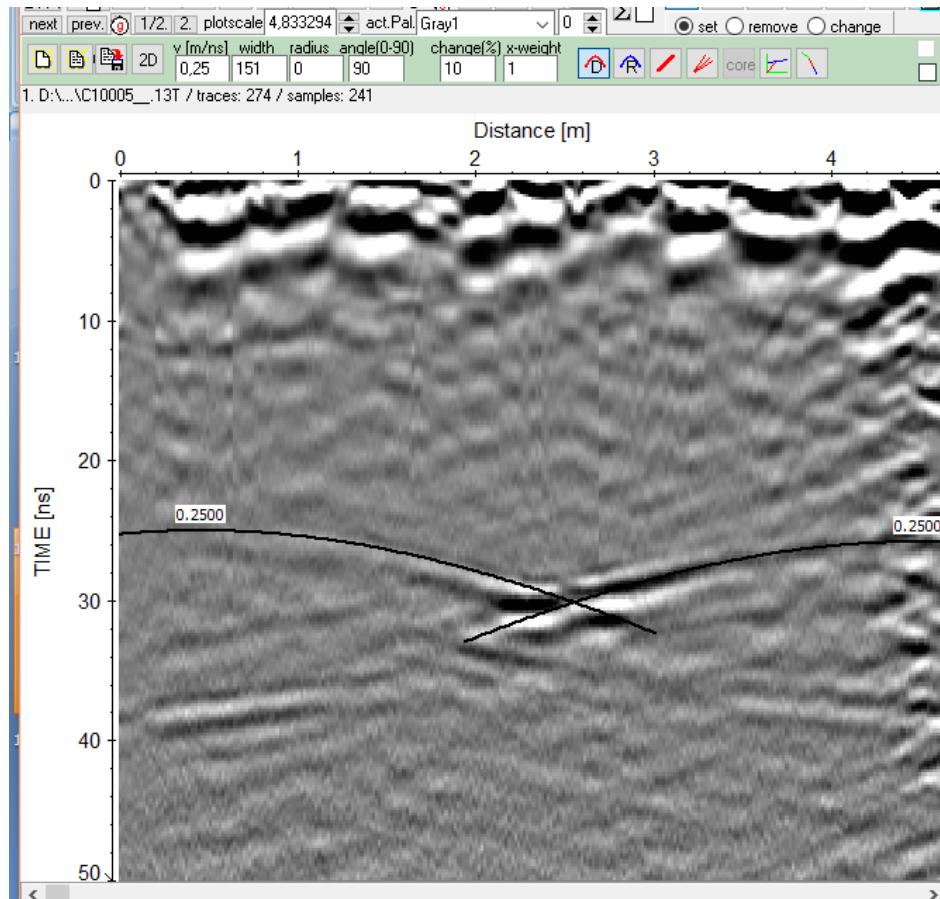 next prev. g 1/2. 2. plotscale 4,833294 act.Pal. Gray1 0 Σ set remove change
v [m/ns] width radius angle(0-90) change(%) x-weight
2D 0,25 151 0 90 10 1 D R core
1. D:\...\C10005__.13T / traces: 274 / samples: 241
Distance [m]
0 1 2 3 4
0
10
20
0.2500
0.2500
TIME [ns]
30
40
50